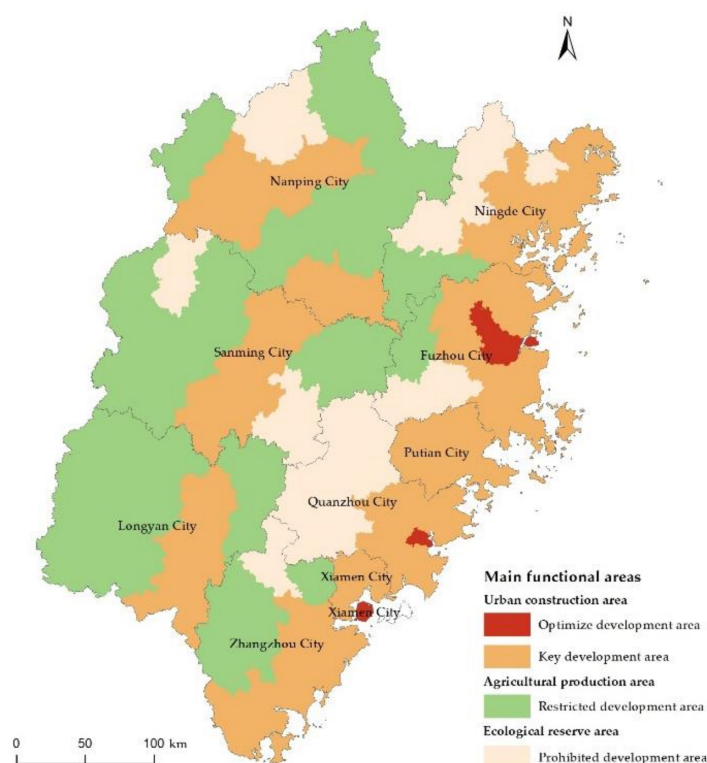 N
Nanping City
Ningde City
Sanming City
Fuzhou City
Putian City
Quanzhou City
Longyan City
Xiamen City
Xiamen City
Zhangzhou City
Main functional areas
Urban construction area
Optimize development area
Key development area
Agricultural production area
Restricted development area
Ecological reserve area
Prohibited development area
0 50 100 km